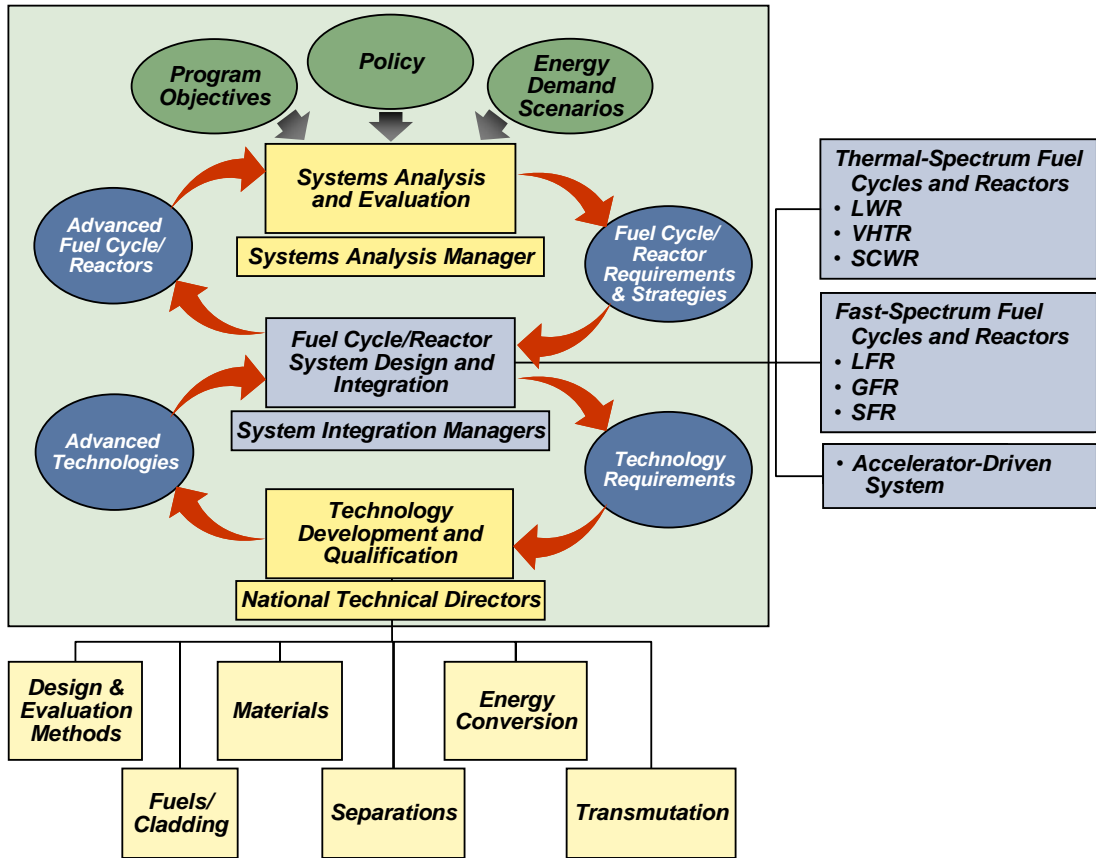 Program
Objectives
Policy
Energy
Demand
Scenarios
Systems Analysis
and Evaluation
Systems Analysis Manager
Advanced
Fuel Cycle/
Reactors
Fuel Cycle/
Reactor
Requirements
& Strategies
Fuel Cycle/Reactor
System Design and
Integration
System Integration Managers
Advanced
Technologies
Technology
Requirements
Technology
Development and
Qualification
National Technical Directors
Thermal-Spectrum Fuel
Cycles and Reactors
• LWR
• VHTR
• SCWR
Fast-Spectrum Fuel
Cycles and Reactors
• LFR
• GFR
• SFR
• Accelerator-Driven
System
Design &
Evaluation
Methods
Materials
Energy
Conversion
Fuels/
Cladding
Separations
Transmutation